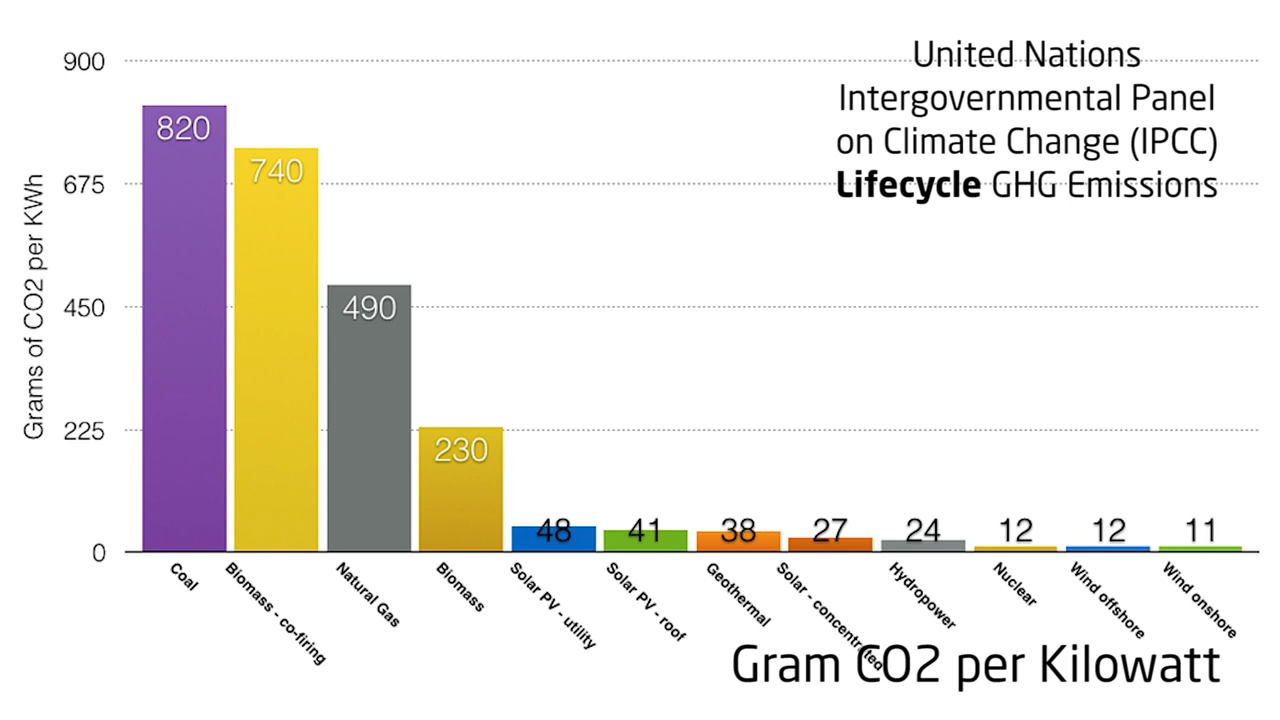 United Nations
Intergovernmental Panel
on Climate Change (IPCC)
Lifecycle GHG Emissions
Grams of CO2 per KWh
900
675
450
225
0
820
740
490
230
48
41
38
27
24
12
12
11
Coal
Biomass - co-firing
Natural Gas
Biomass
Solar PV - utility
Solar PV - roof
Geothermal
Solar - concentrated
Hydropower
Nuclear
Wind offshore
Wind onshore
Gram CO2 per Kilowatt